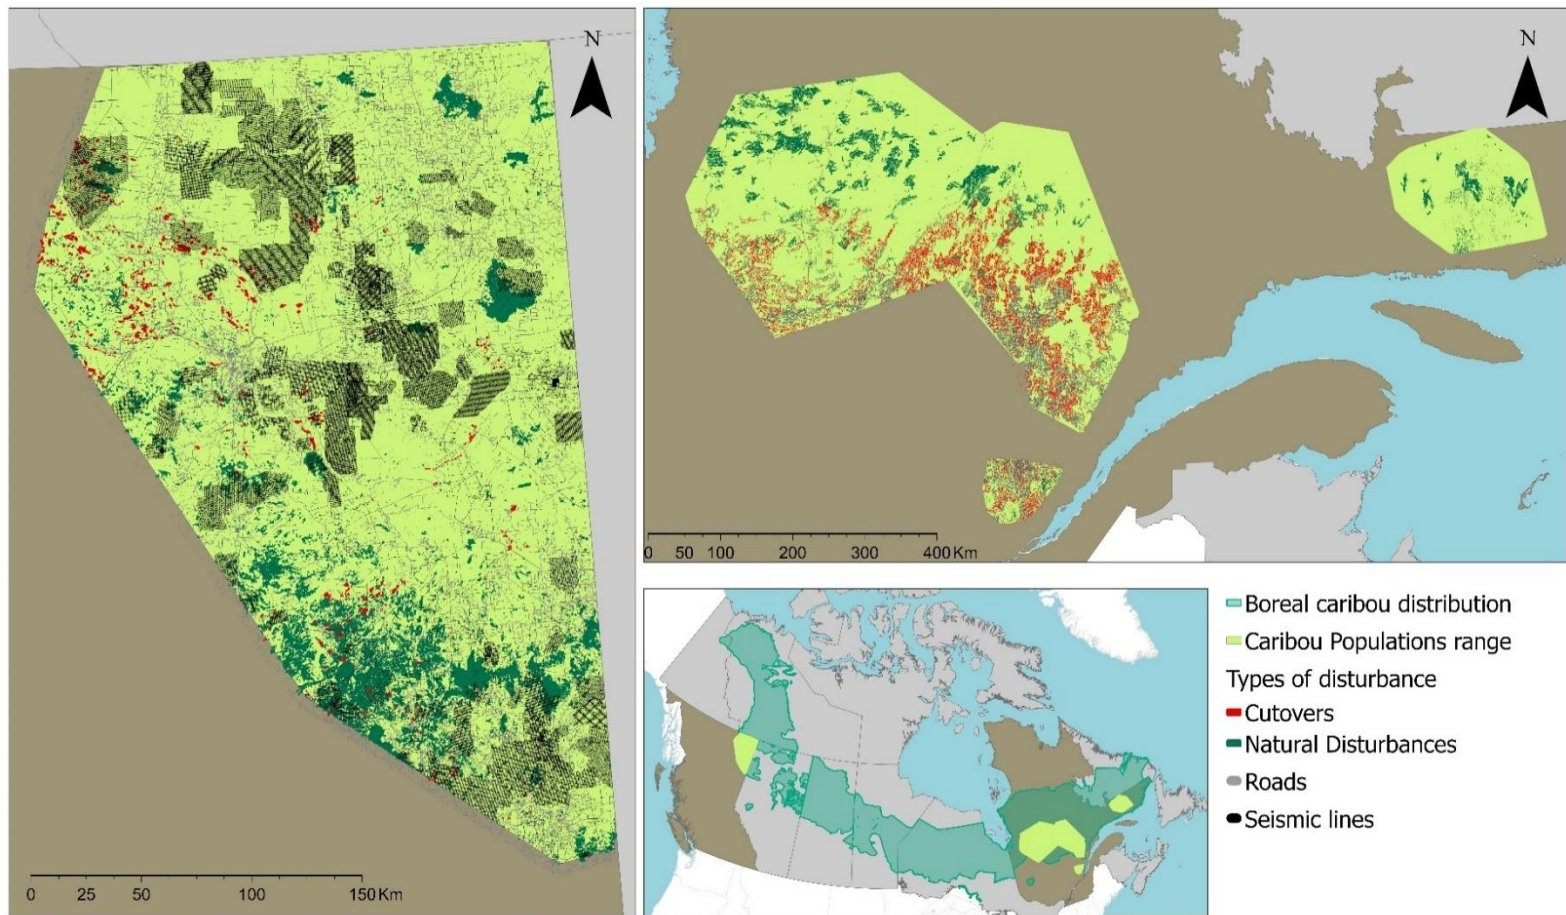 N
0 25 50 100 150 Km
N
0 50 100 200 300 400 Km
Boreal caribou distribution
Caribou Populations range
Types of disturbance
Cutovers
Natural Disturbances
Roads
Seismic lines